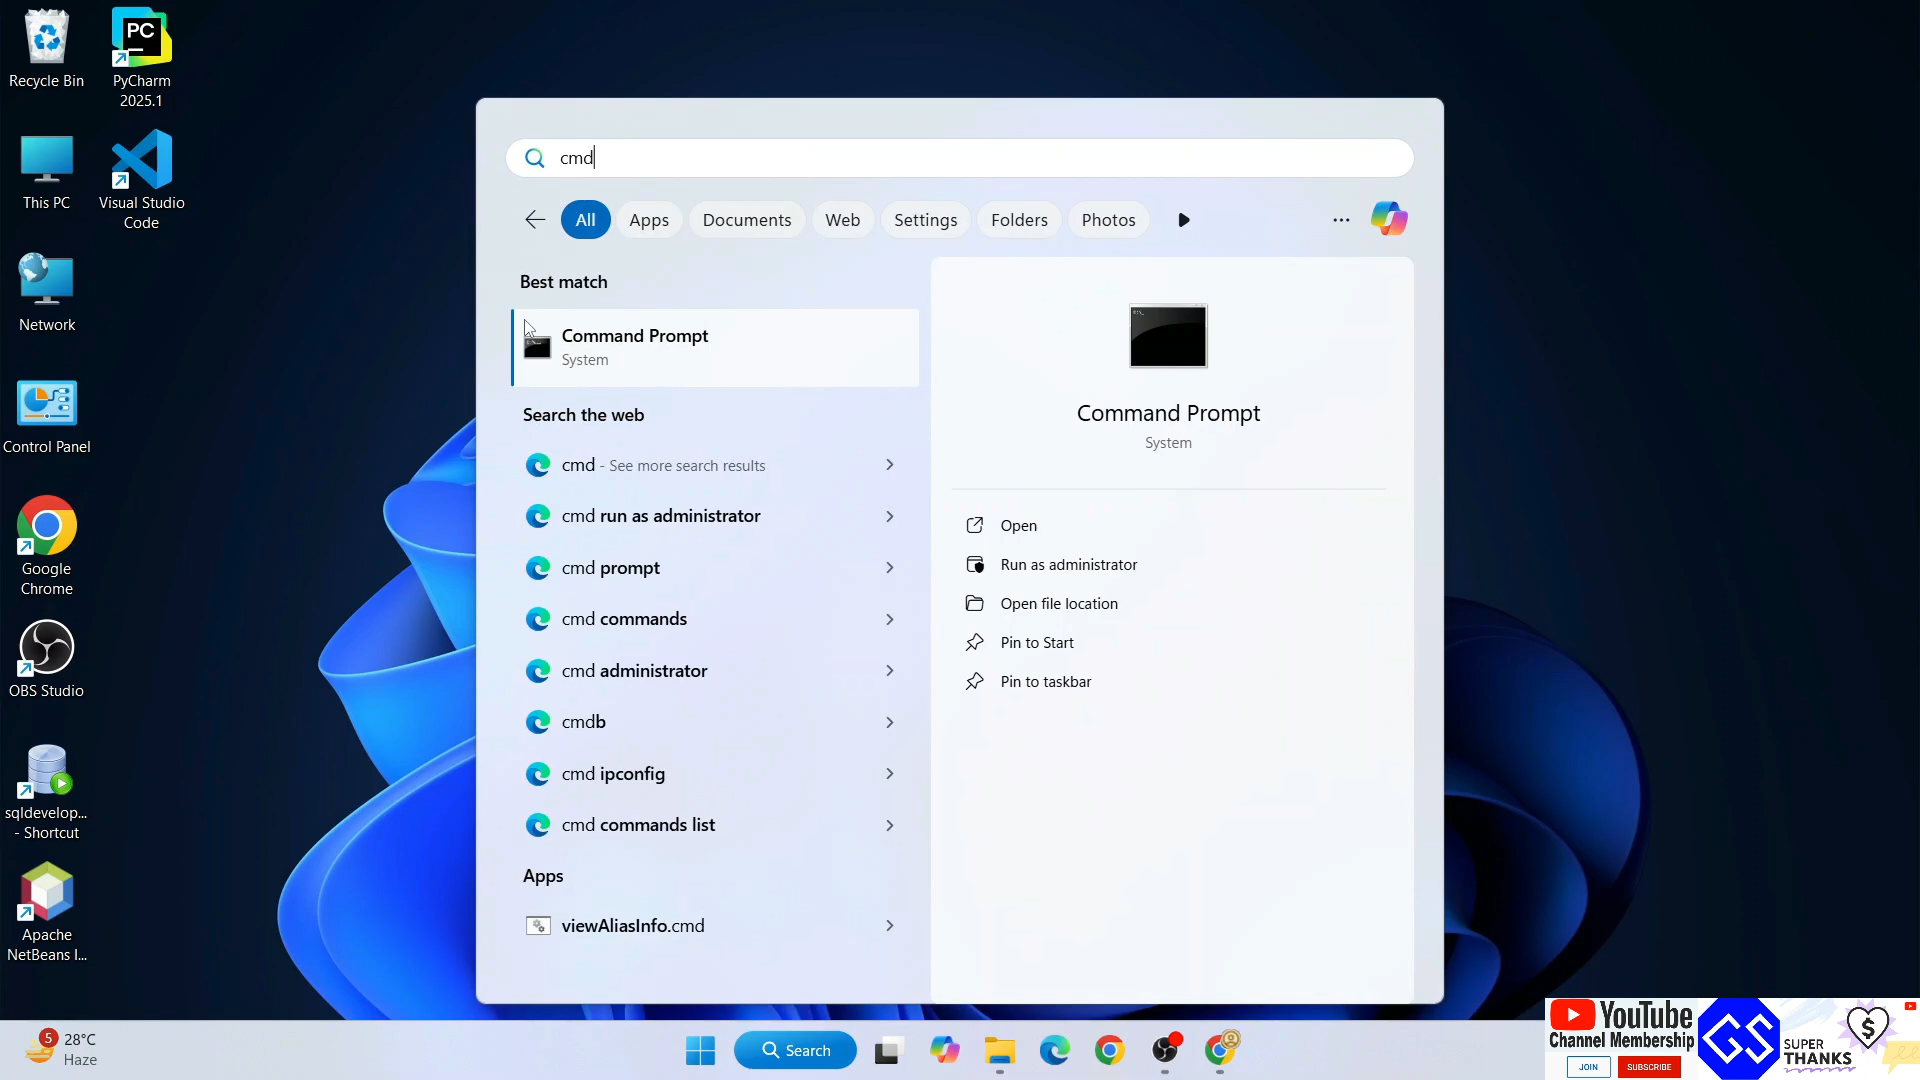 Recycle Bin
PyCharm
2025.1
This PC
Visual Studio
Code
Network
Control Panel
Google
Chrome
OBS Studio
sqldevelop...
- Shortcut
Apache
NetBeans I...
cmd
All
Apps
Documents
Web
Settings
Folders
Photos
Best match
Command Prompt
System
Search the web
cmd - See more search results
cmd run as administrator
cmd prompt
cmd commands
cmd administrator
cmdb
cmd ipconfig
cmd commands list
Apps
viewAliasInfo.cmd
Command Prompt
System
Open
Run as administrator
Open file location
Pin to Start
Pin to taskbar
5
28°C
Haze
Search
YouTube
Channel Membership
JOIN
SUBSCRIBE
GS
SUPER
THANKS
$